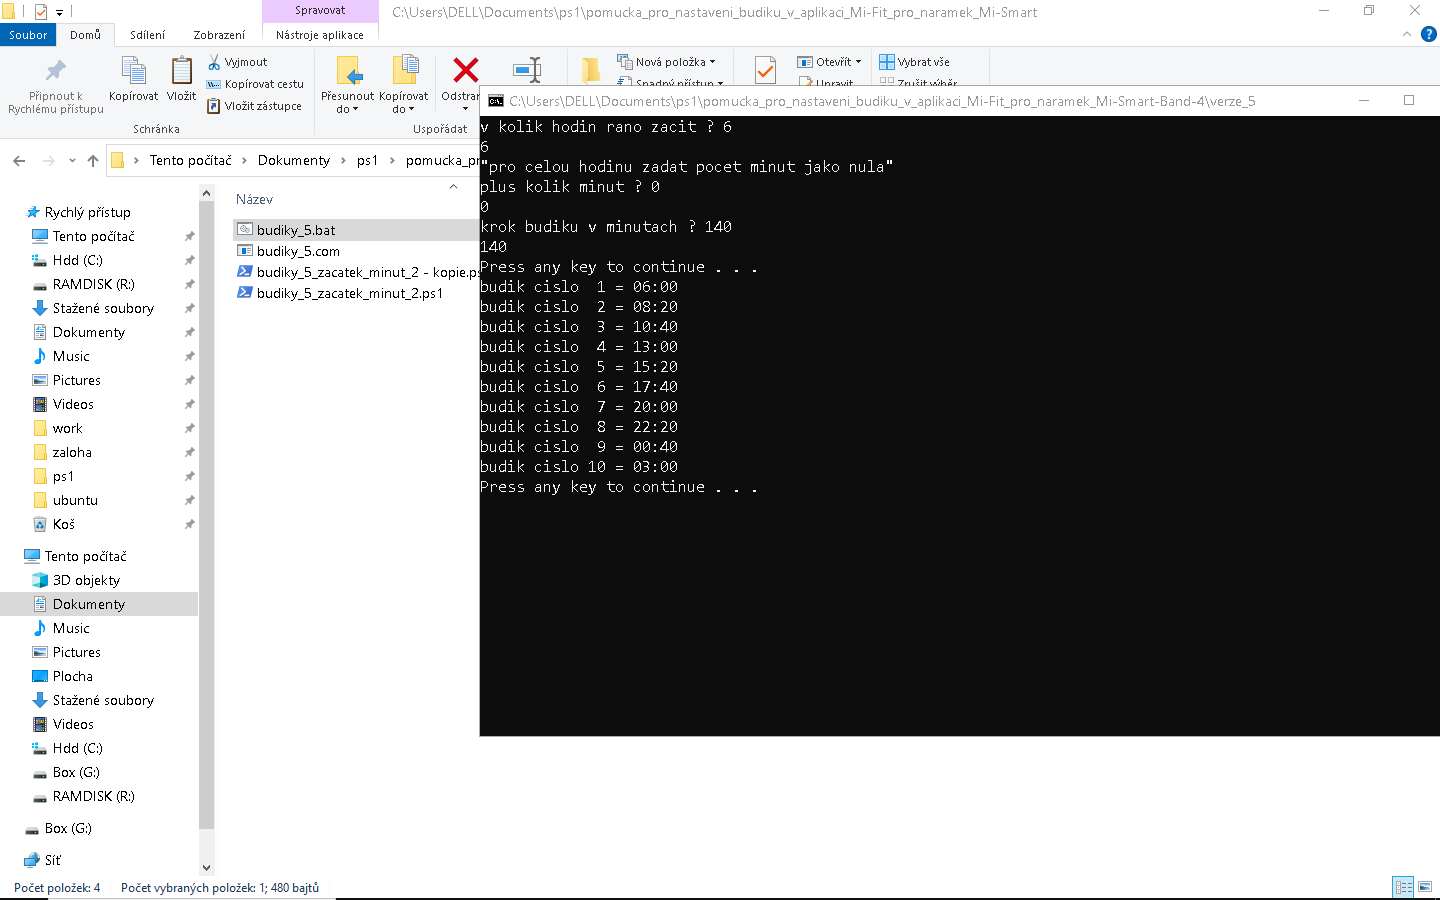 Spravovat
C:\Users\DELL\Documents\ps1\pomucka_pro_nastaveni_budiku_v_aplikaci_Mi-Fit_pro_naramek_Mi-Smart
Soubor
Domů
Sdílení
Zobrazení
Nástroje aplikace
Připnout k
Rychlému přístupu
Kopírovat
Vložit
Vyjmout
Kopírovat cestu
Vložit zástupce
Schránka
Přesunout
do
Kopírovat
do
Odstran
Uspořádat
Nová položka
Snadný přístup
Otevřít
Upravit
Vybrat vše
Zrušit výběr
Tento počítač
Dokumenty
ps1
pomucka_pr
Název
budiky_5.bat
budiky_5.com
budiky_5_zacatek_minut_2 - kopie.ps
budiky_5_zacatek_minut_2.ps1
Rychlý přístup
Tento počítač
Hdd (C:)
RAMDISK (R:)
Stažené soubory
Dokumenty
Music
Pictures
Videos
work
zaloha
ps1
ubuntu
Koš
Tento počítač
3D objekty
Dokumenty
Music
Pictures
Plocha
Stažené soubory
Videos
Hdd (C:)
Box (G:)
RAMDISK (R:)
Box (G:)
Síť
Počet položek: 4
Počet vybraných položek: 1; 480 bajtů
C:\Users\DELL\Documents\ps1\pomucka_pro_nastaveni_budiku_v_aplikaci_Mi-Fit_pro_naramek_Mi-Smart-Band-4\verze_5
v kolik hodin rano zacit ? 6
6
"pro celou hodinu zadat pocet minut jako nula"
plus kolik minut ? 0
0
krok budiku v minutach ? 140
140
Press any key to continue . . .
budik cislo  1 = 06:00
budik cislo  2 = 08:20
budik cislo  3 = 10:40
budik cislo  4 = 13:00
budik cislo  5 = 15:20
budik cislo  6 = 17:40
budik cislo  7 = 20:00
budik cislo  8 = 22:20
budik cislo  9 = 00:40
budik cislo 10 = 03:00
Press any key to continue . . .